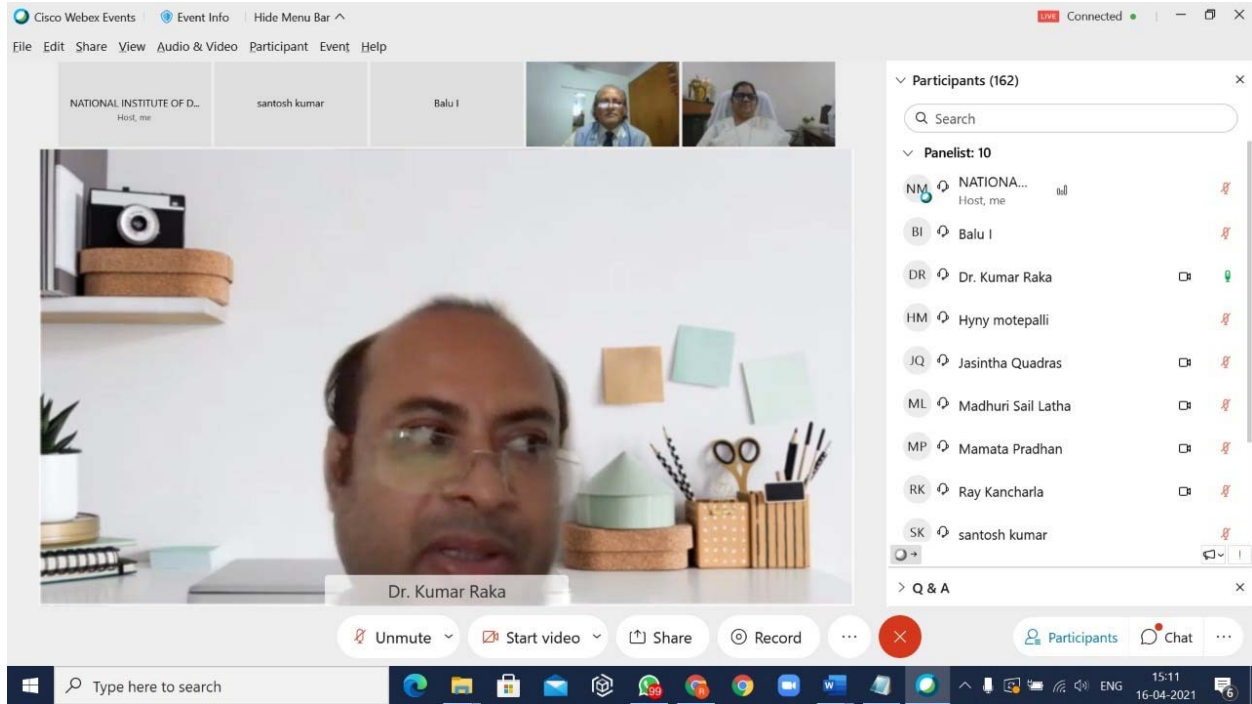 Cisco Webex Events Event Info Hide Menu Bar
LIVE Connected
File Edit Share View Audio & Video Participant Event Help
NATIONAL INSTITUTE OF D...
Host, me
santosh kumar
Balu I
Participants (162)
Search
Panelist: 10
NM NATIONA...
Host, me
BI Balu I
DR Dr. Kumar Raka
HM Hyny motepalli
JQ Jasintha Quadras
ML Madhuri Sail Latha
MP Mamata Pradhan
RK Ray Kancharla
SK santosh kumar
Q & A
Dr. Kumar Raka
Unmute Start video Share Record
Participants Chat
Type here to search
99
ENG
15:11
16-04-2021
6